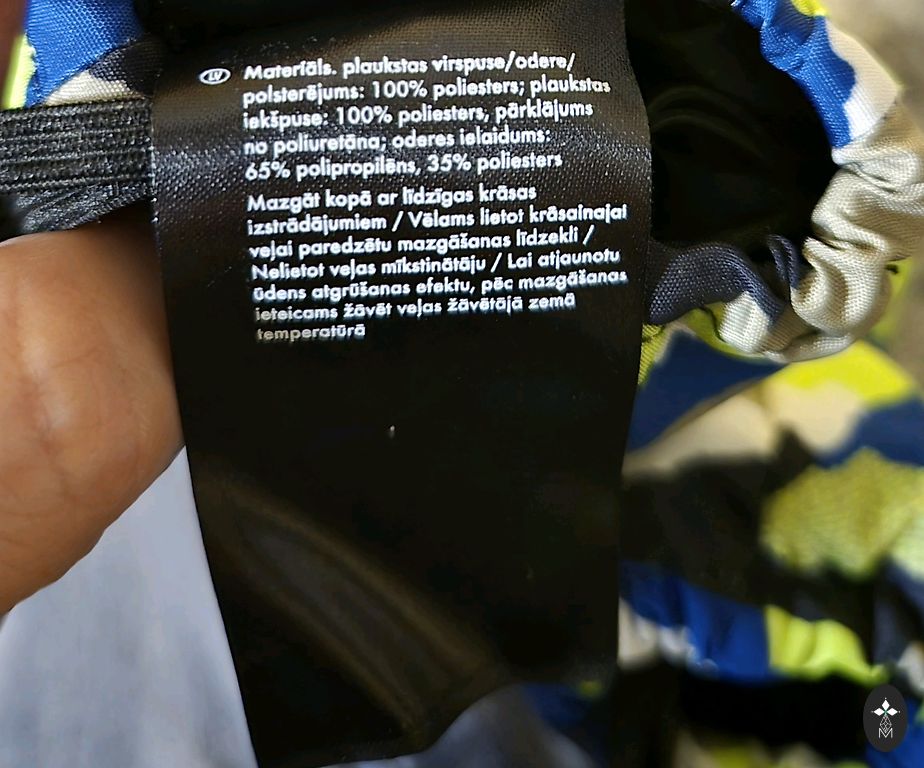 LV Materiāls. plaukstas virspuse/odere/
polsterējums: 100% poliesters; plaukstas
iekšpuse: 100% poliesters, pārklājums
no poliuretāna; oderes ielaidums:
65% polipropilēns, 35% poliesters
Mazgāt kopā ar līdzīgas krāsas
izstrādājumiem / Vēlams lietot krāsainajai
veļai paredzētu mazgāšanas līdzekli /
Nelietot veļas mīkstinātāju / Lai atjaunotu
ūdens atgrūšanas efektu, pēc mazgāšanas
ieteicams žāvēt veļas žāvētājā zemā
temperatūrā
M